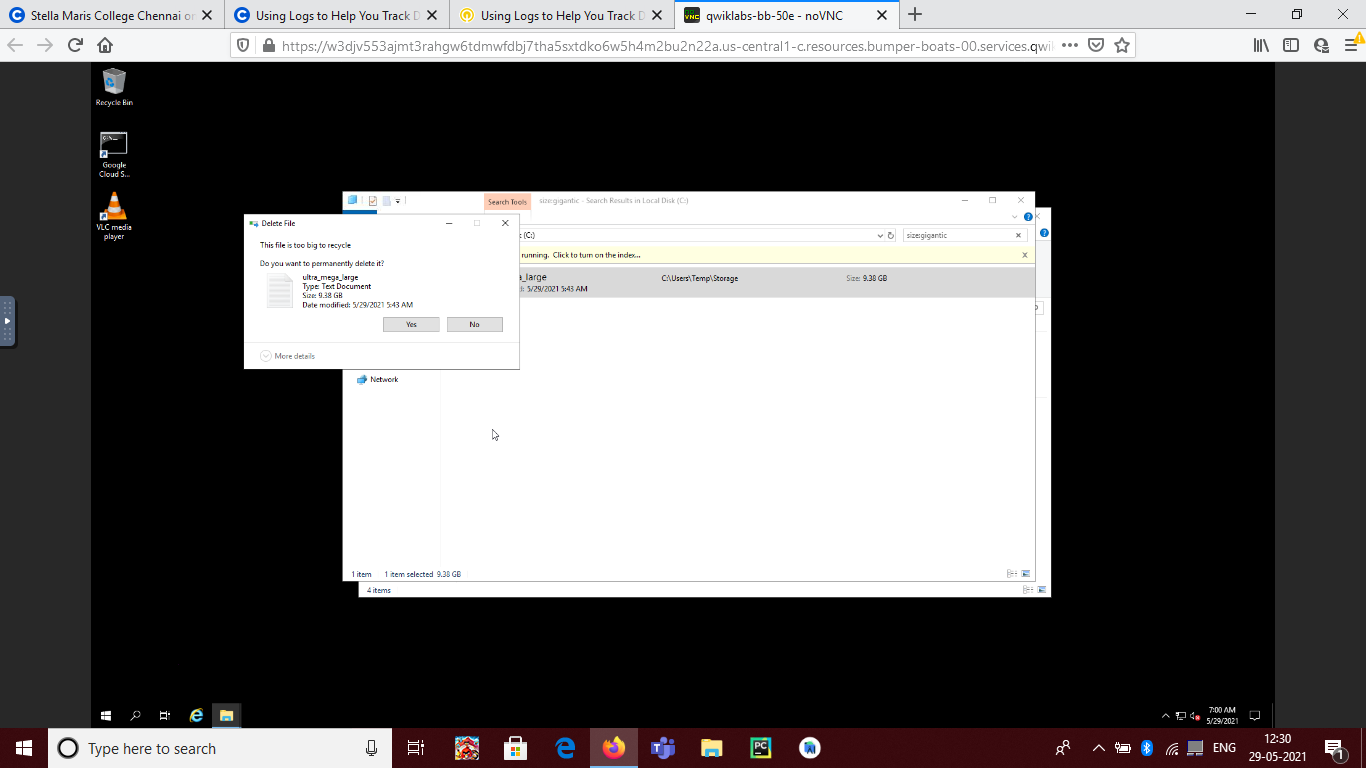 Stella Maris College Chennai or
Using Logs to Help You Track D
Using Logs to Help You Track D
qwiklabs-bb-50e - noVNC
https://w3djv553ajmt3rahgw6tdmwfdbj7tha5sxtdko6w5h4m2bu2n22a.us-central1-c.resources.bumper-boats-00.services.qwi
Recycle Bin
C:\
Google
Cloud S...
VLC media
player
Search Tools
size:gigantic - Search Results in Local Disk (C:)
Delete File
This file is too big to recycle
Do you want to permanently delete it?
ultra_mega_large
Type: Text Document
Size: 9.38 GB
Date modified: 5/29/2021 5:43 AM
Yes
No
More details
(C:)
size:gigantic
running. Click to turn on the index...
_large
C:\Users\Temp\Storage
Size: 9.38 GB
5/29/2021 5:43 AM
Network
1 item
1 item selected 9.38 GB
4 items
7:00 AM
5/29/2021
Type here to search
PC
ENG
12:30
29-05-2021
1